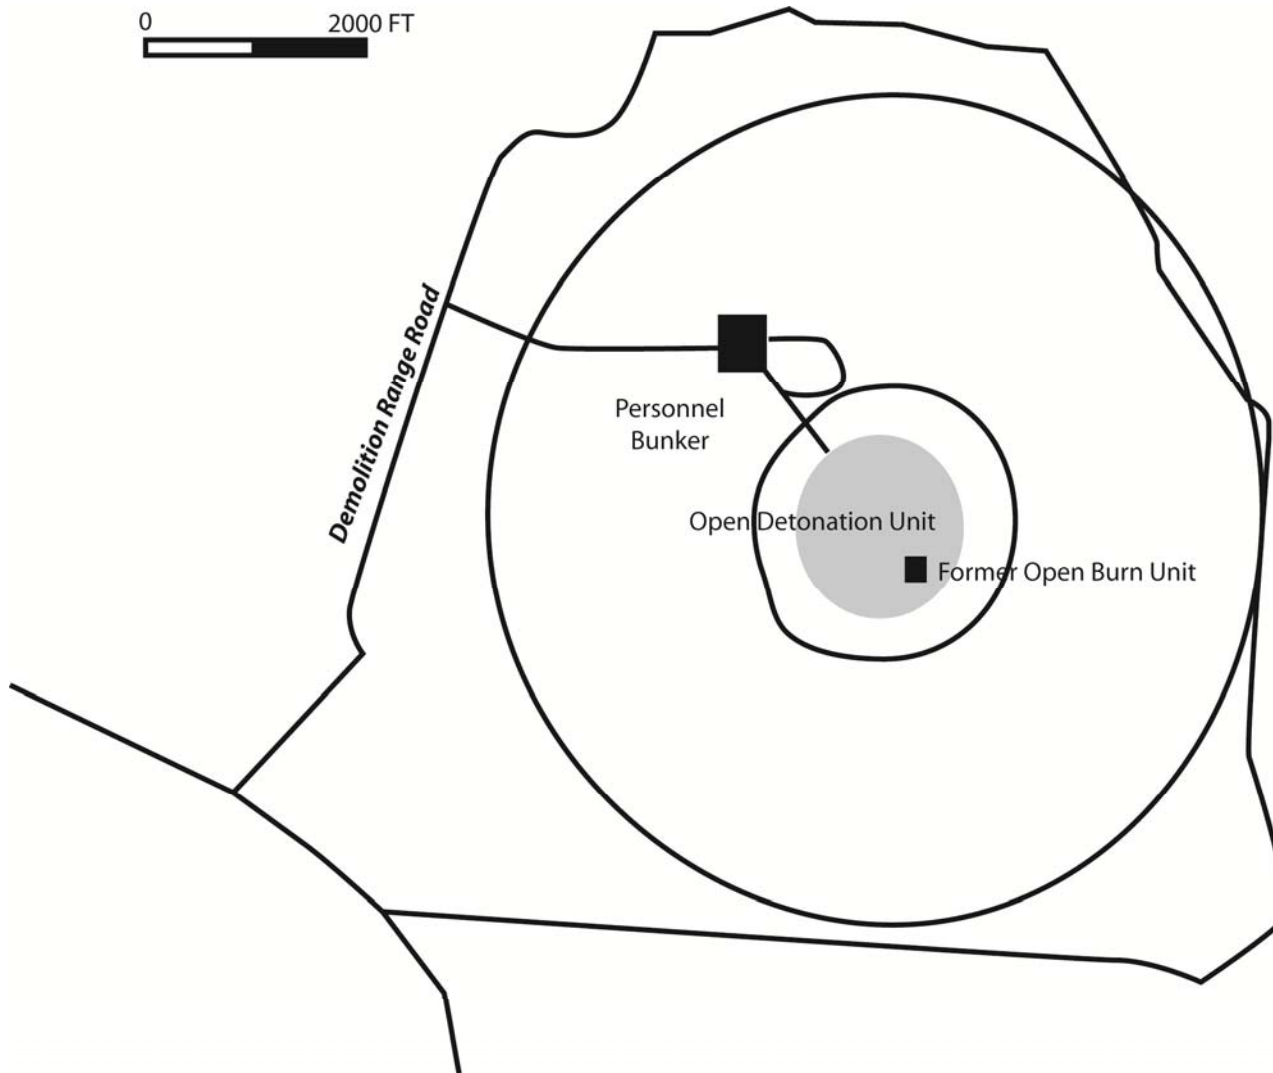 0
2000 FT
Demolition Range Road
Personnel
Bunker
Open Detonation Unit
Former Open Burn Unit